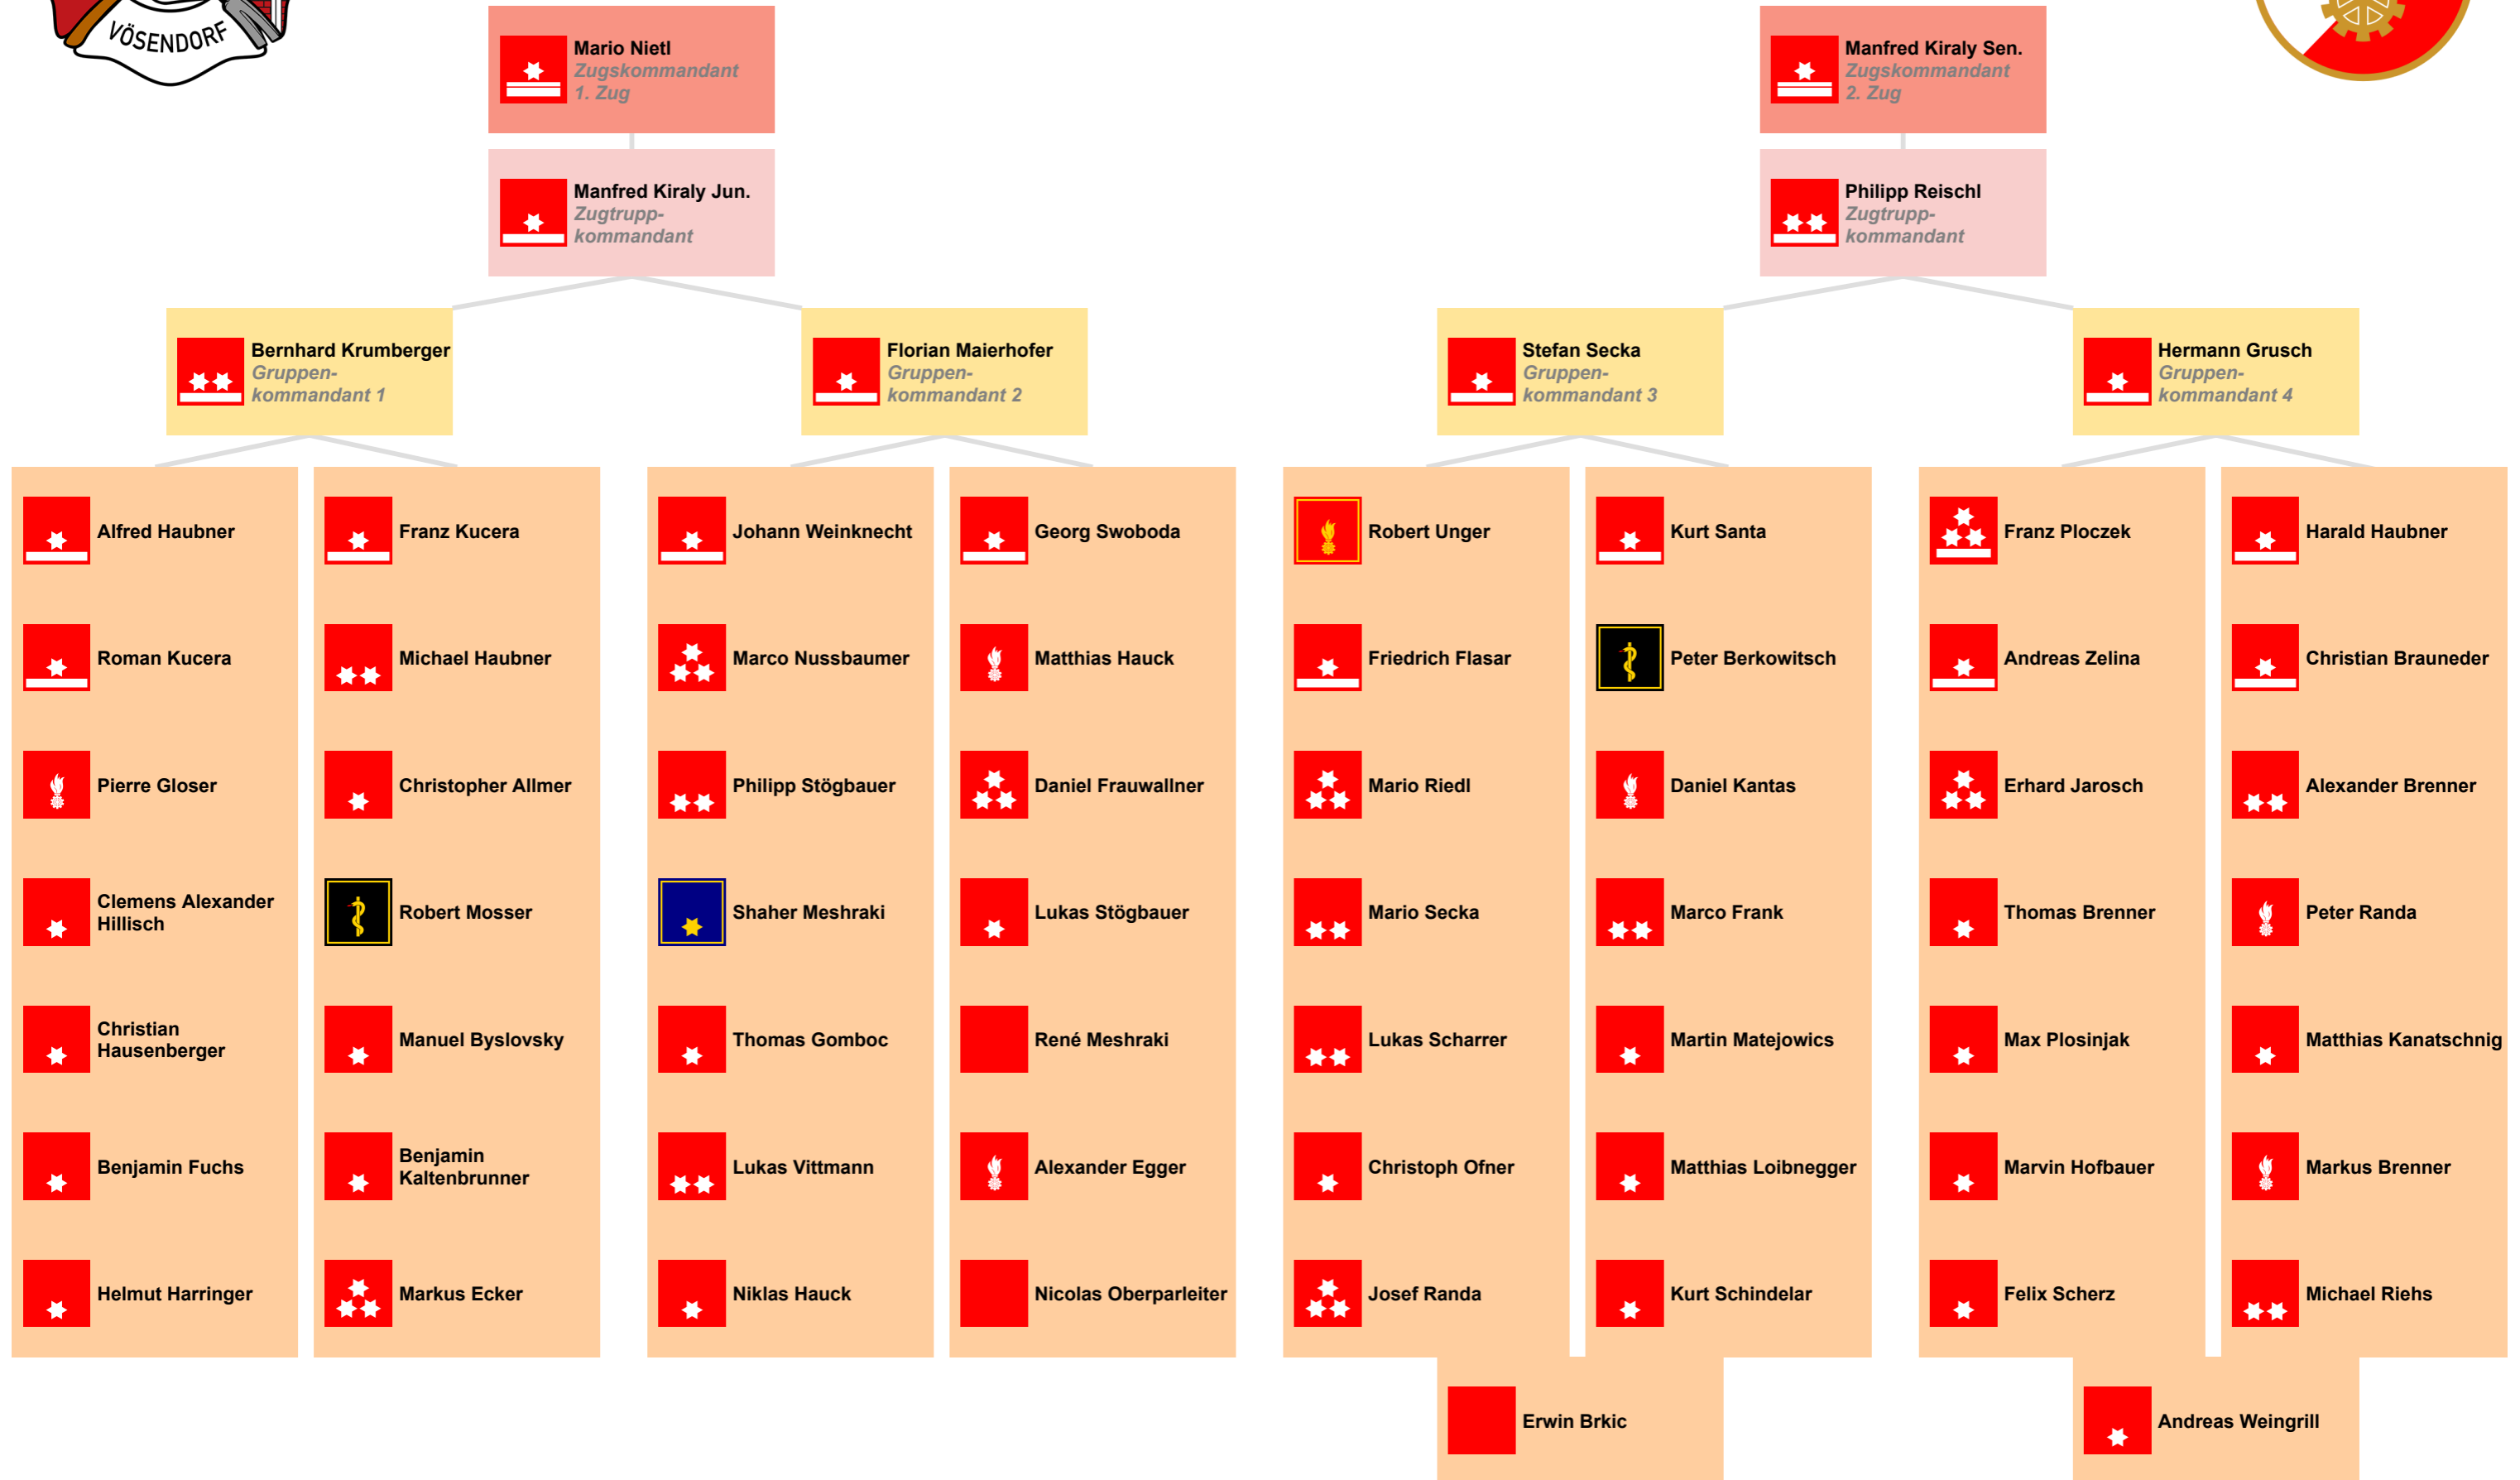 VÖSENDORF
Mario Nietl
Zugskommandant
1. Zug
Manfred Kiraly Sen.
Zugskommandant
2. Zug
Manfred Kiraly Jun.
Zugtrupp-
kommandant
Philipp Reischl
Zugtrupp-
kommandant
Bernhard Krumberger
Gruppen-
kommandant 1
Florian Maierhofer
Gruppen-
kommandant 2
Stefan Secka
Gruppen-
kommandant 3
Hermann Grusch
Gruppen-
kommandant 4
Alfred Haubner
Roman Kucera
Pierre Gloser
Clemens Alexander
Hillisch
Christian
Hausenberger
Benjamin Fuchs
Helmut Harringer
Franz Kucera
Michael Haubner
Christopher Allmer
Robert Mosser
Manuel Byslovsky
Benjamin
Kaltenbrunner
Markus Ecker
Johann Weinknecht
Marco Nussbaumer
Philipp Stögbauer
Shaher Meshraki
Thomas Gomboc
Lukas Vittmann
Niklas Hauck
Georg Swoboda
Matthias Hauck
Daniel Frauwallner
Lukas Stögbauer
René Meshraki
Alexander Egger
Nicolas Oberparleiter
Robert Unger
Friedrich Flasar
Mario Riedl
Mario Secka
Lukas Scharrer
Christoph Ofner
Josef Randa
Kurt Santa
Peter Berkowitsch
Daniel Kantas
Marco Frank
Martin Matejowics
Matthias Loibnegger
Kurt Schindelar
Erwin Brkic
Franz Ploczek
Andreas Zelina
Erhard Jarosch
Thomas Brenner
Max Plosinjak
Marvin Hofbauer
Felix Scherz
Harald Haubner
Christian Brauneder
Alexander Brenner
Peter Randa
Matthias Kanatschnig
Markus Brenner
Michael Riehs
Andreas Weingrill